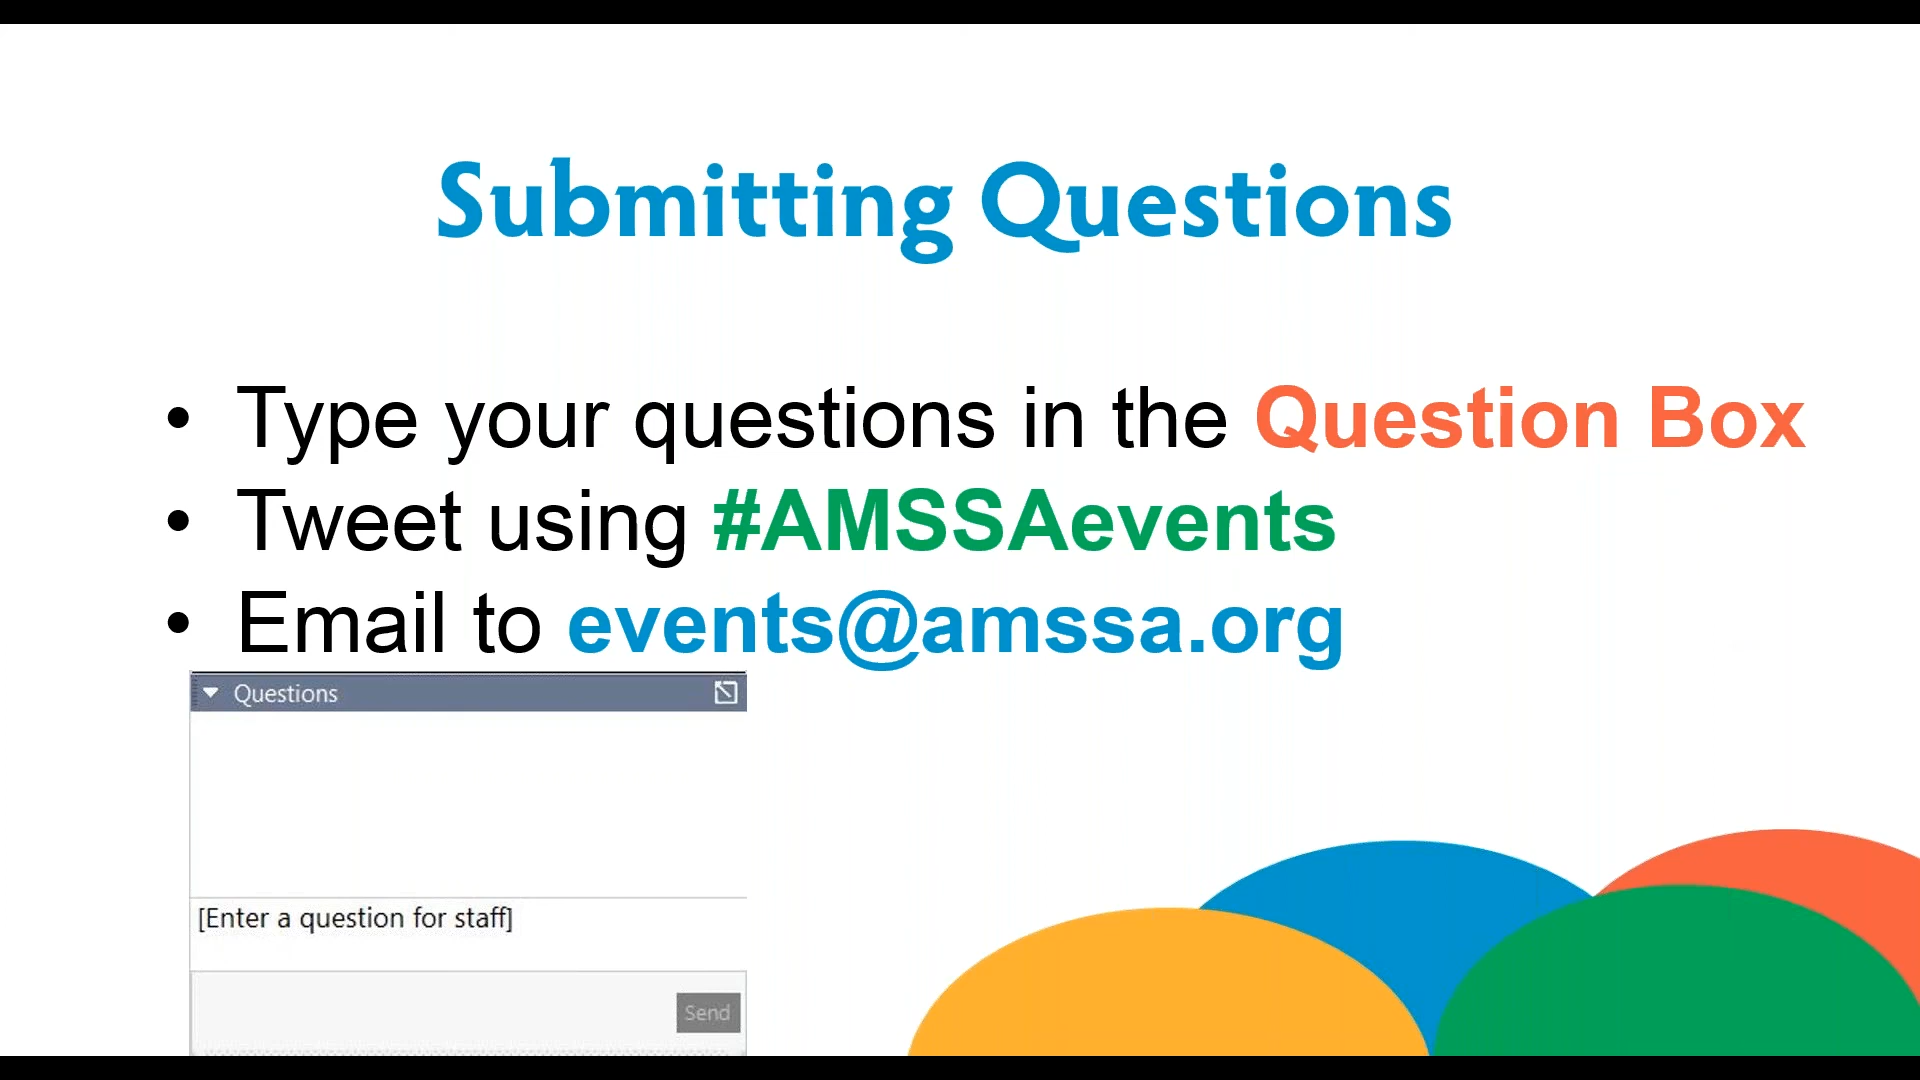 Submitting Questions
• Type your questions in the Question Box
• Tweet using #AMSSAevents
• Email to events@amssa.org
Questions
[Enter a question for staff]
Send